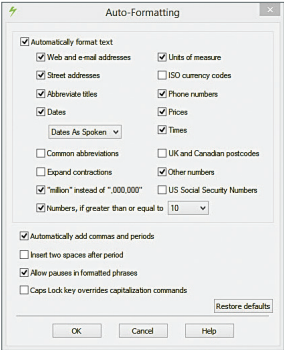 Auto-Formatting
Automatically format text
Web and e-mail addresses
Units of measure
Street addresses
ISO currency codes
Abbreviate titles
Phone numbers
Dates
Prices
Dates As Spoken
Times
Common abbreviations
UK and Canadian postcodes
Expand contractions
Other numbers
"million" instead of ",000,000"
US Social Security Numbers
Numbers, if greater than or equal to 10
Automatically add commas and periods
Insert two spaces after period
Allow pauses in formatted phrases
Caps Lock key overrides capitalization commands
Restore defaults
OK Cancel Help